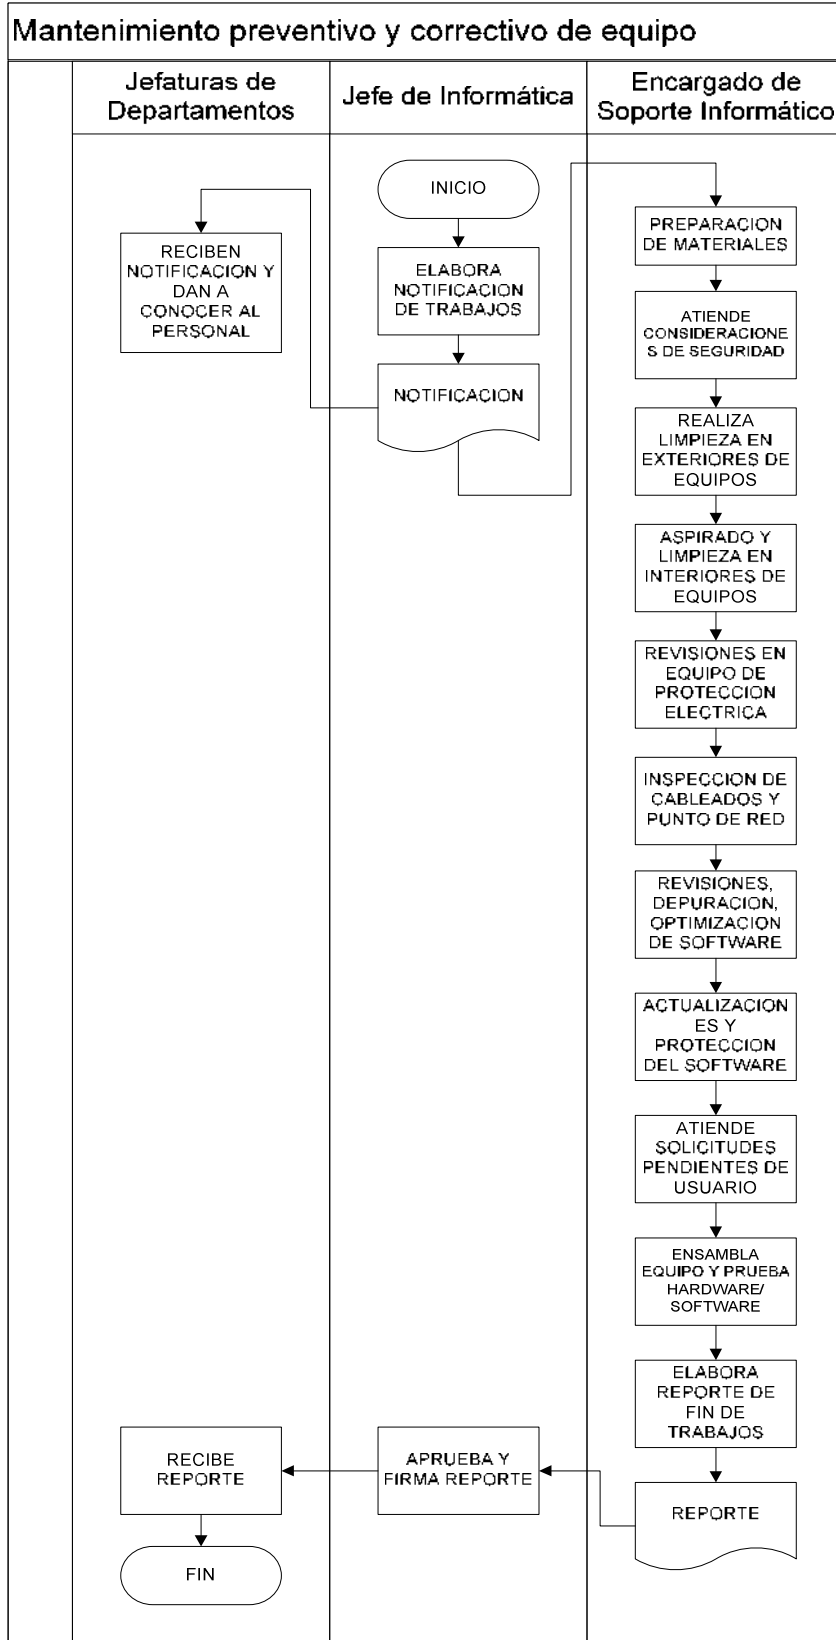 Mantenimiento preventivo y correctivo de equipo
Jefaturas de
Departamentos
Jefe de Informática
Encargado de
Soporte Informático
INICIO
ELABORA
NOTIFICACION
DE TRABAJOS
NOTIFICACION
RECIBEN
NOTIFICACION Y
DAN A
CONOCER AL
PERSONAL
PREPARACION
DE MATERIALES
ATIENDE
CONSIDERACIONE
S DE SEGURIDAD
REALIZA
LIMPIEZA EN
EXTERIORES DE
EQUIPOS
ASPIRADO Y
LIMPIEZA EN
INTERIORES DE
EQUIPOS
REVISIONES EN
EQUIPO DE
PROTECCION
ELECTRICA
INSPECCION DE
CABLEADOS Y
PUNTO DE RED
REVISIONES,
DEPURACION,
OPTIMIZACION
DE SOFTWARE
ACTUALIZACION
ES Y
PROTECCION
DEL SOFTWARE
ATIENDE
SOLICITUDES
PENDIENTES DE
USUARIO
ENSAMBLA
EQUIPO Y PRUEBA
HARDWARE/
SOFTWARE
ELABORA
REPORTE DE
FIN DE
TRABAJOS
REPORTE
APRUEBA Y
FIRMA REPORTE
RECIBE
REPORTE
FIN